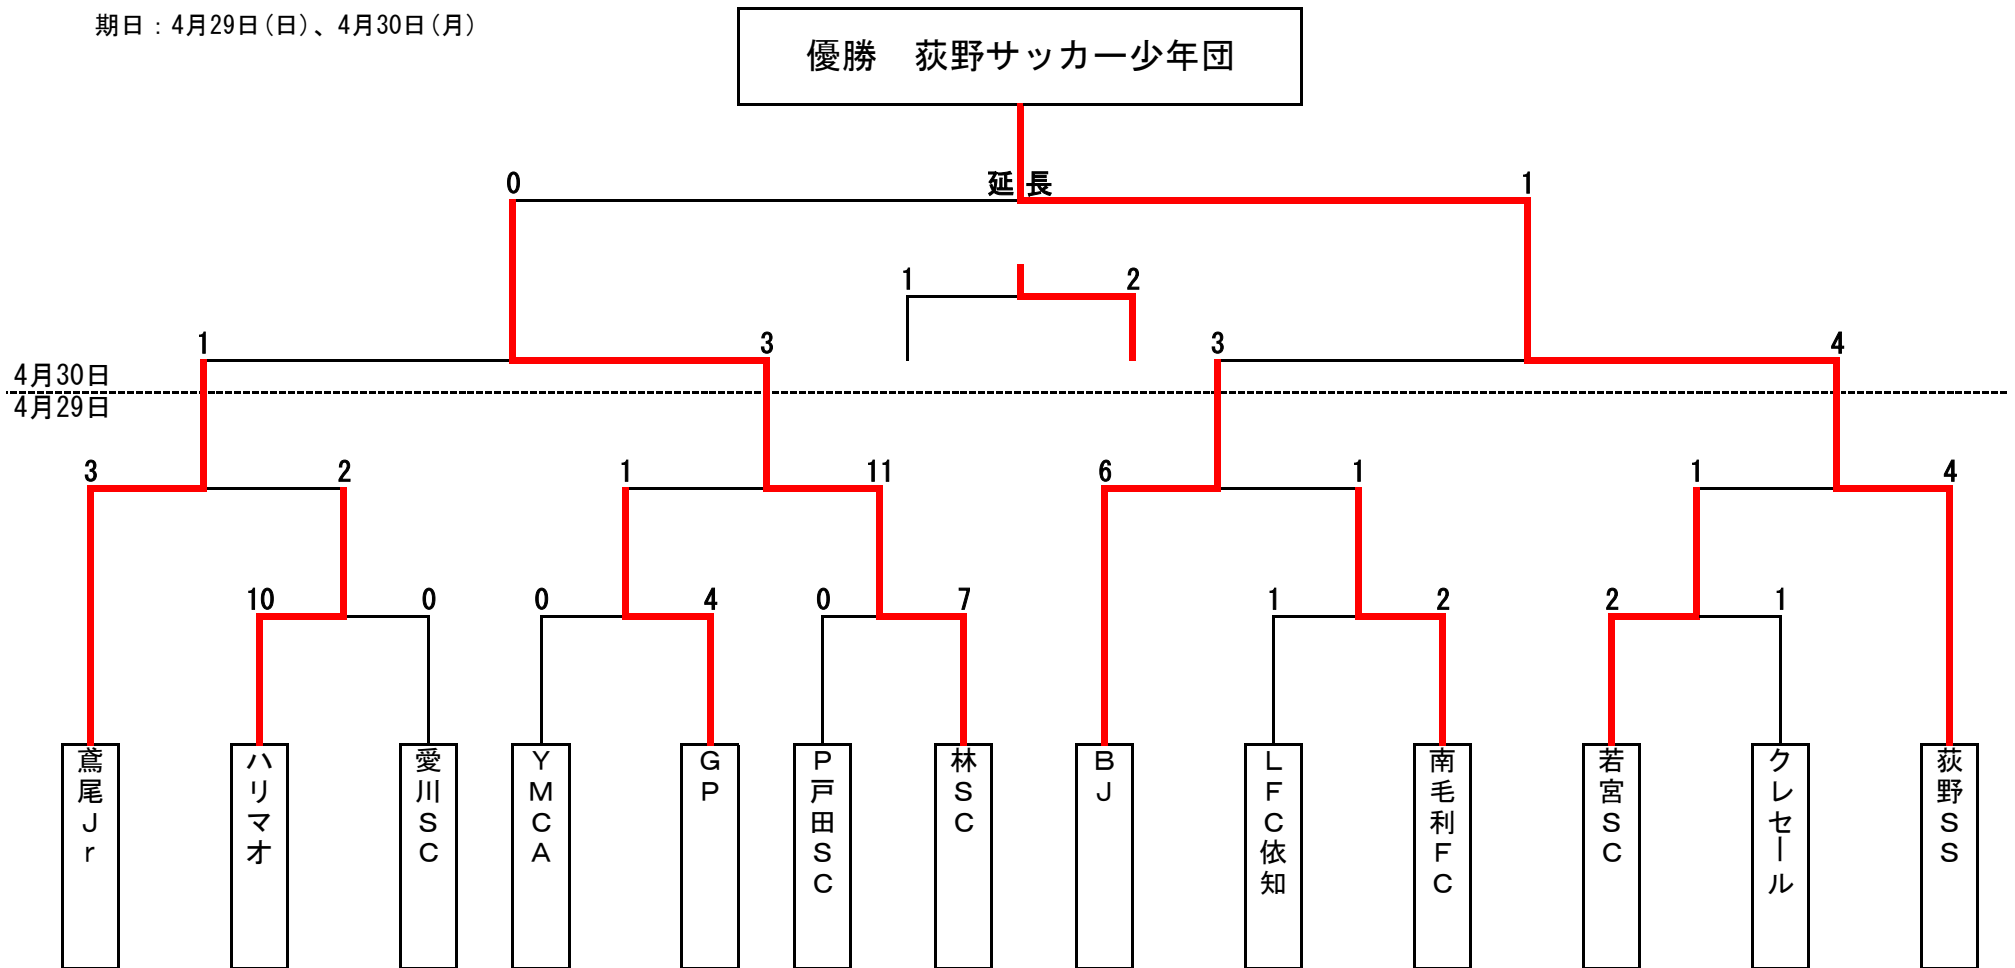 期日：4月29日(日)、4月30日(月)
優勝　荻野サッカー少年団
0 延長 1
1 2
1 3 3 4
4月30日
4月29日
3 2 1 11 6 1 1 4
10 0 0 4 0 7 1 2 2 1
鳶尾Jr
ハリマオ
愛川SC
YMCA
GP
P戸田SC
林SC
BJ
LFC依知
南毛利FC
若宮SC
クレセール
荻野SS